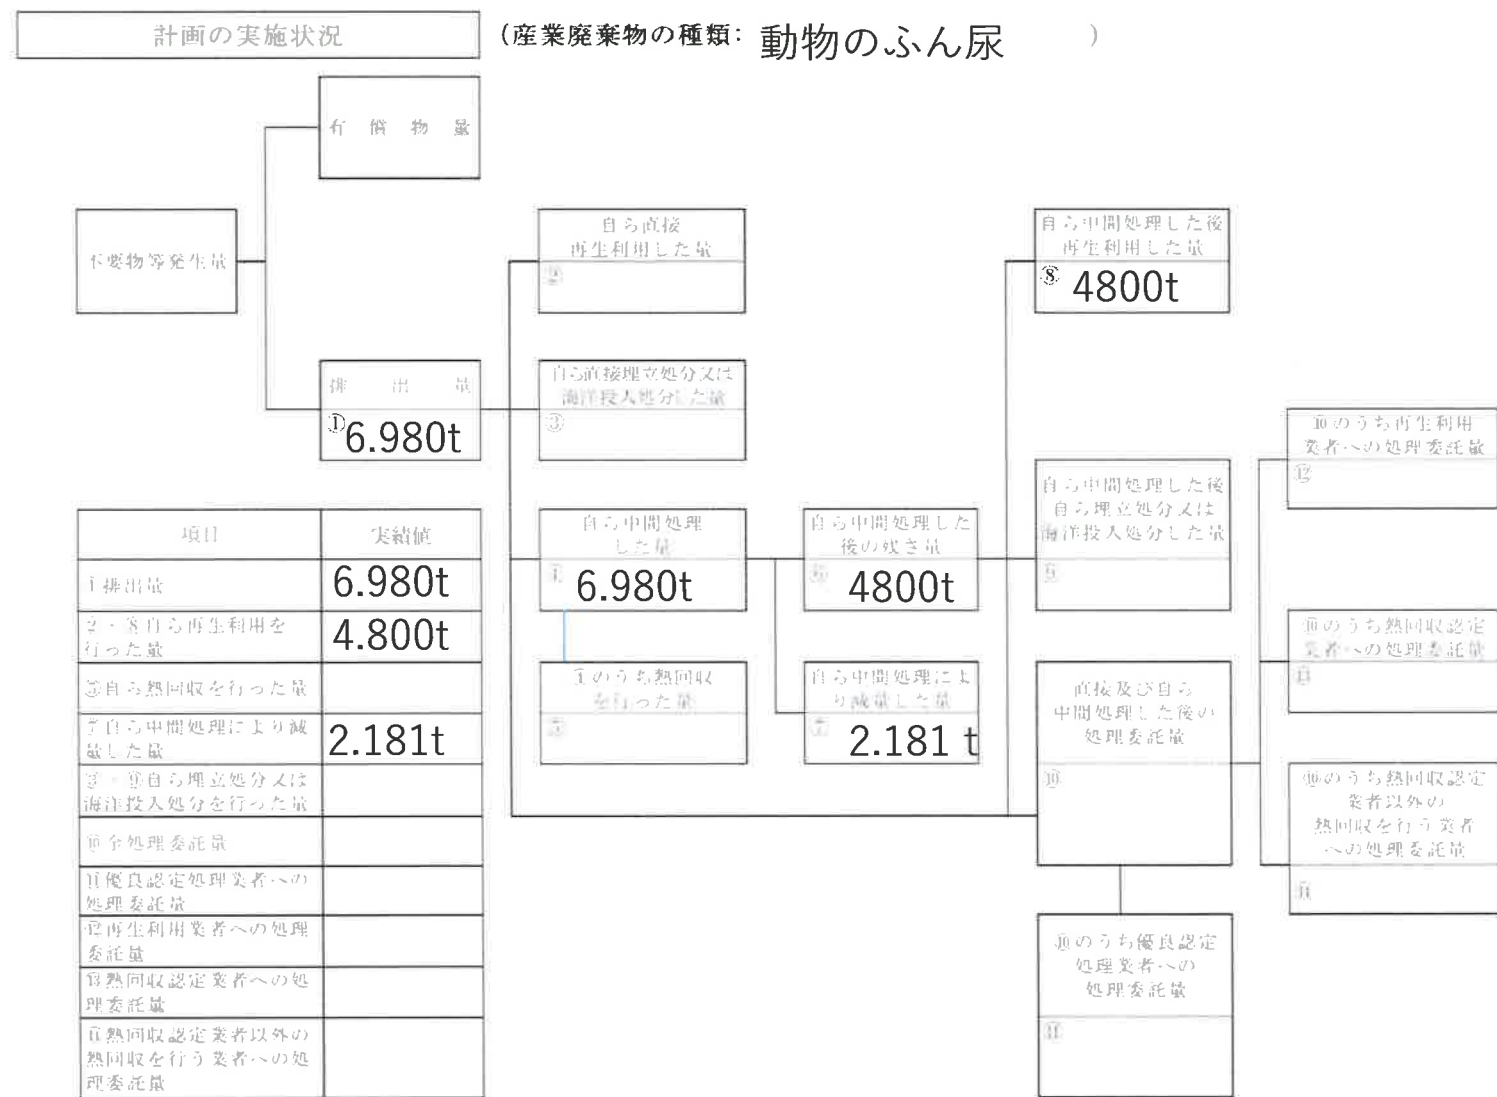 計画の実施状況
(産業廃棄物の種類: 動物のふん尿 )
有償物量
不要物等発生量
排出量
①6.980t
自ら直接
再生利用した量
②
自ら直接埋立処分又は
海洋投入処分した量
③
自ら中間処理
した量
④ 6.980t
④のうち熱回収
を行った量
⑤
自ら中間処理した
後の残さ量
⑥ 4800t
自ら中間処理によ
り減量した量
⑦ 2.181 t
自ら中間処理した後
再生利用した量
⑧ 4800t
自ら中間処理した後
自ら埋立処分又は
海洋投入処分した量
⑨
直接及び自ら
中間処理した後の
処理委託量
⑩
⑩のうち優良認定
処理業者への
処理委託量
⑪
⑩のうち再生利用
業者への処理委託量
⑫
⑩のうち熱回収認定
業者への処理委託量
⑬
⑩のうち熱回収認定
業者以外の
熱回収を行う業者
への処理委託量
⑭
項目 実績値
①排出量 6.980t
②+⑧自ら再生利用を
行った量 4.800t
⑤自ら熱回収を行った量
⑦自ら中間処理により減
量した量 2.181t
③+⑨自ら埋立処分又は
海洋投入処分を行った量
⑩全処理委託量
⑪優良認定処理業者への
処理委託量
⑫再生利用業者への処理
委託量
⑬熱回収認定業者への処
理委託量
⑭熱回収認定業者以外の
熱回収を行う業者への処
理委託量